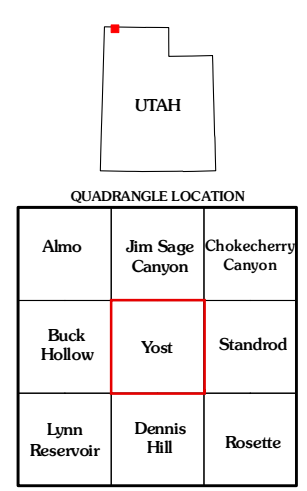 UTAH
QUADRANGLE LOCATION
Almo
Jim Sage
Canyon
Chokecherry
Canyon
Buck
Hollow
Yost
Standrod
Lynn
Reservoir
Dennis
Hill
Rosette